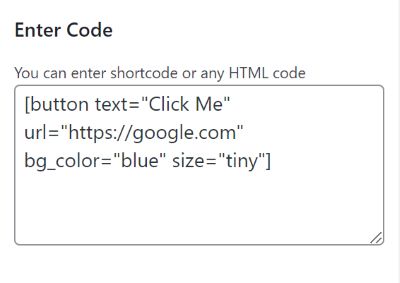 Enter Code
You can enter shortcode or any HTML code
[button text="Click Me"
url="https://google.com"
bg_color="blue" size="tiny"]